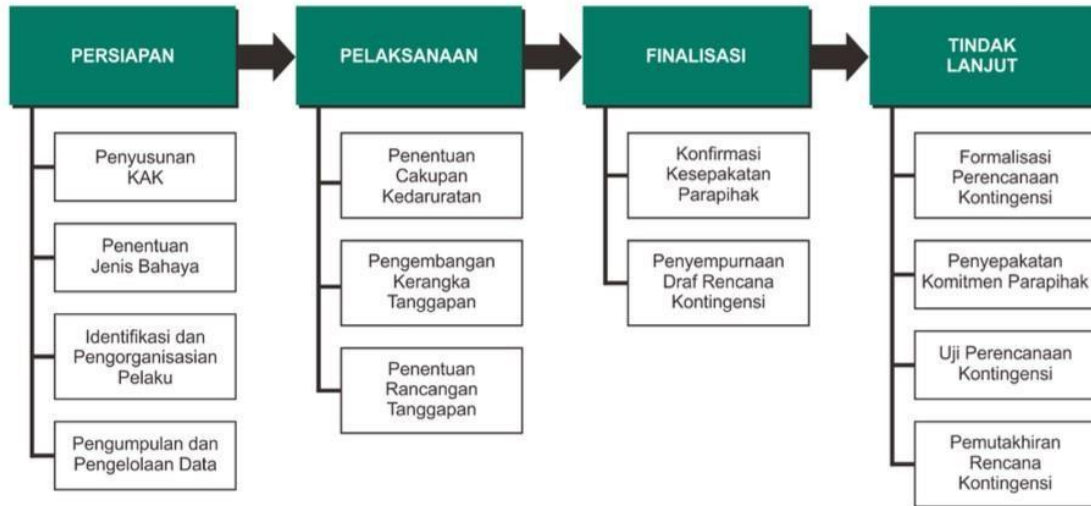 PERSIAPAN
Penyusunan
KAK
Penentuan
Jenis Bahaya
Identifikasi dan
Pengorganisasian
Pelaku
Pengumpulan dan
Pengelolaan Data
PELAKSANAAN
Penentuan
Cakupan
Kedaruratan
Pengembangan
Kerangka
Tanggapan
Penentuan
Rancangan
Tanggapan
FINALISASI
Konfirmasi
Kesepakatan
Parapihak
Penyempurnaan
Draf Rencana
Kontingensi
TINDAK
LANJUT
Formalisasi
Perencanaan
Kontingensi
Penyepakatan
Komitmen Parapihak
Uji Perencanaan
Kontingensi
Pemutakhiran
Rencana
Kontingensi